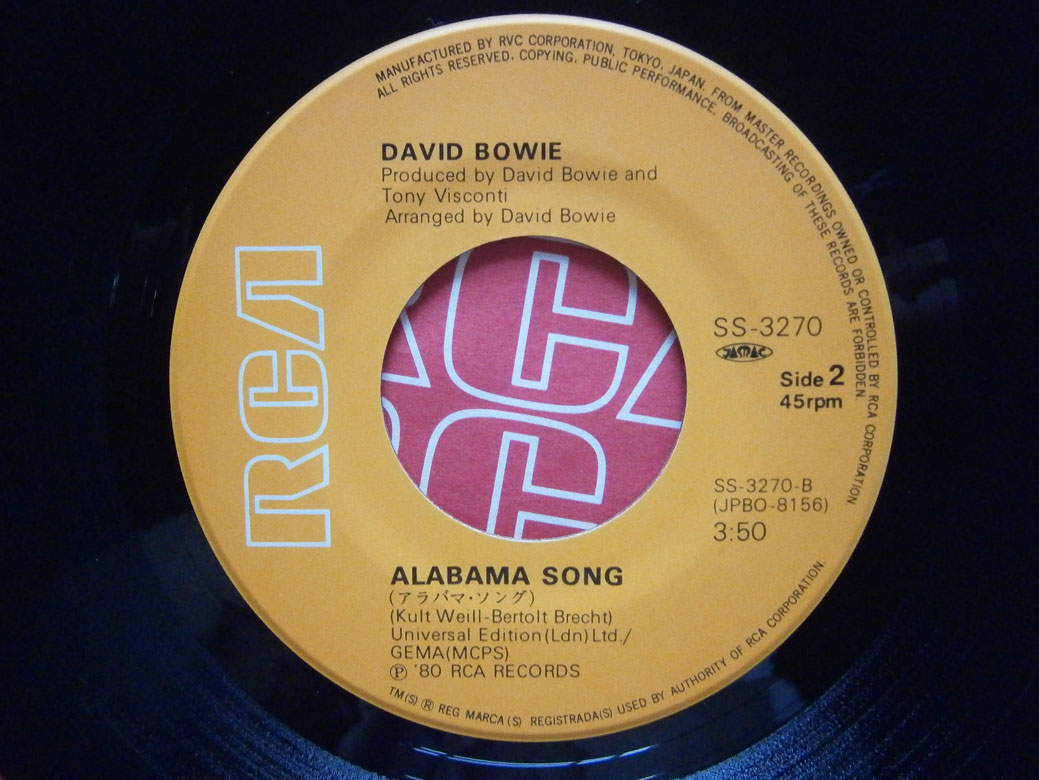 MANUFACTURED BY RVC CORPORATION, TOKYO, JAPAN. FROM MASTER RECORDINGS OWNED OR CONTROLLED BY RCA CORPORATION.
ALL RIGHTS RESERVED. COPYING, PUBLIC PERFORMANCE, BROADCASTING OF THESE RECORDS ARE FORBIDDEN.
DAVID BOWIE
Produced by David Bowie and
Tony Visconti
Arranged by David Bowie
RCA
SS-3270
JASRAC
Side 2
45rpm
SS-3270-B
(JPBO-8156)
3:50
ALABAMA SONG
(アラバマ・ソング)
(Kult Weill-Bertolt Brecht)
Universal Edition(Ldn)Ltd./
GEMA(MCPS)
Ⓟ '80 RCA RECORDS
TM(S) ® REG MARCA(S) REGISTRADA(S) USED BY AUTHORITY OF RCA CORPORATION.